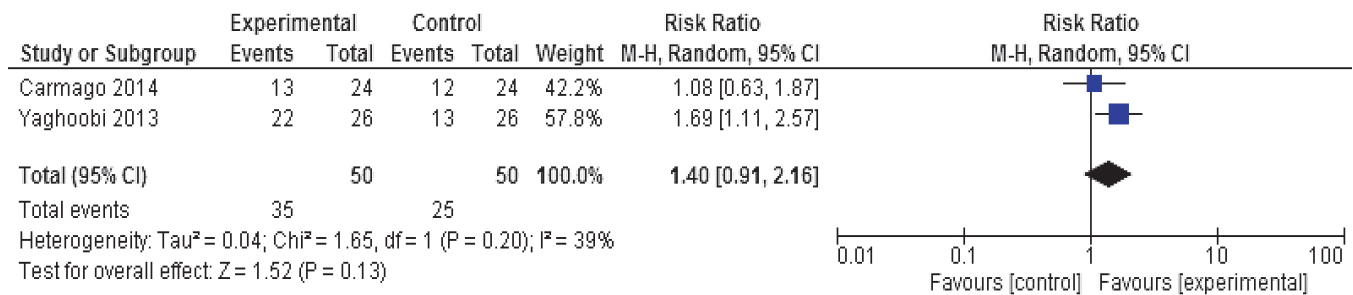 Experimental Control Risk Ratio Risk Ratio
Study or Subgroup Events Total Events Total Weight M-H, Random, 95% CI M-H, Random, 95% CI
Carmago 2014 13 24 12 24 42.2% 1.08 [0.63, 1.87]
Yaghoobi 2013 22 26 13 26 57.8% 1.69 [1.11, 2.57]
Total (95% CI) 50 50 100.0% 1.40 [0.91, 2.16]
Total events 35 25
Heterogeneity: Tau² = 0.04; Chi² = 1.65, df = 1 (P = 0.20); I² = 39%
Test for overall effect: Z = 1.52 (P = 0.13)
0.01 0.1 1 10 100
Favours [control] Favours [experimental]